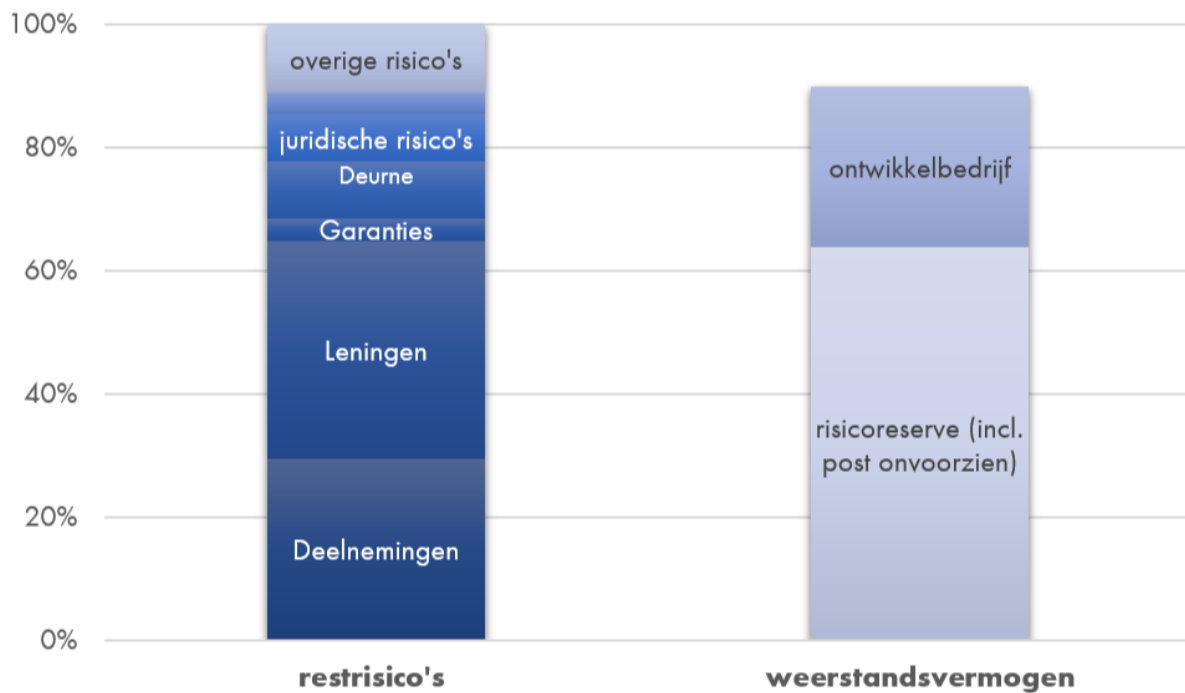 100%
overige risico's
80%
juridische risico's
ontwikkelbedrijf
Deurne
Garanties
60%
Leningen
40%
risicoreserve (incl.
post onvoorzien)
20%
Deelnemingen
0%
restrisico's
weerstandsvermogen